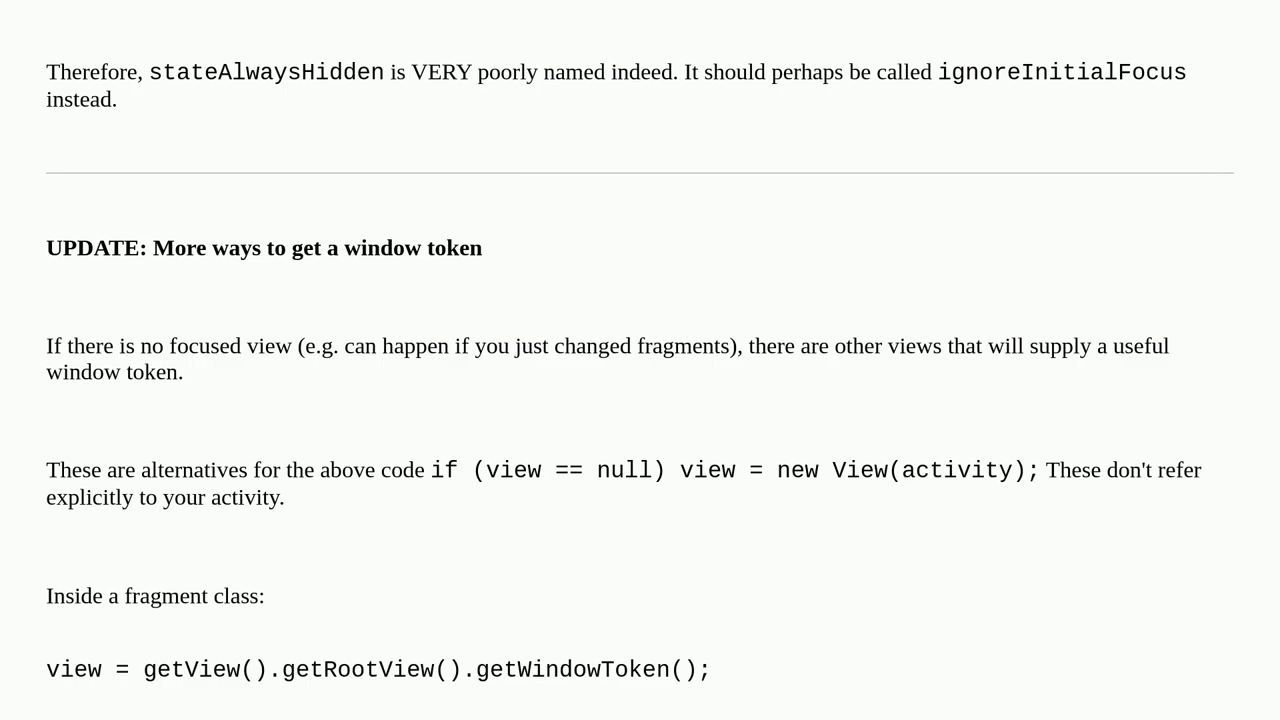 Therefore, stateAlwaysHidden is VERY poorly named indeed. It should perhaps be called ignoreInitialFocus
instead.
UPDATE: More ways to get a window token
If there is no focused view (e.g. can happen if you just changed fragments), there are other views that will supply a useful
window token.
These are alternatives for the above code if (view == null) view = new View(activity); These don't refer
explicitly to your activity.
Inside a fragment class:
view = getView().getRootView().getWindowToken();